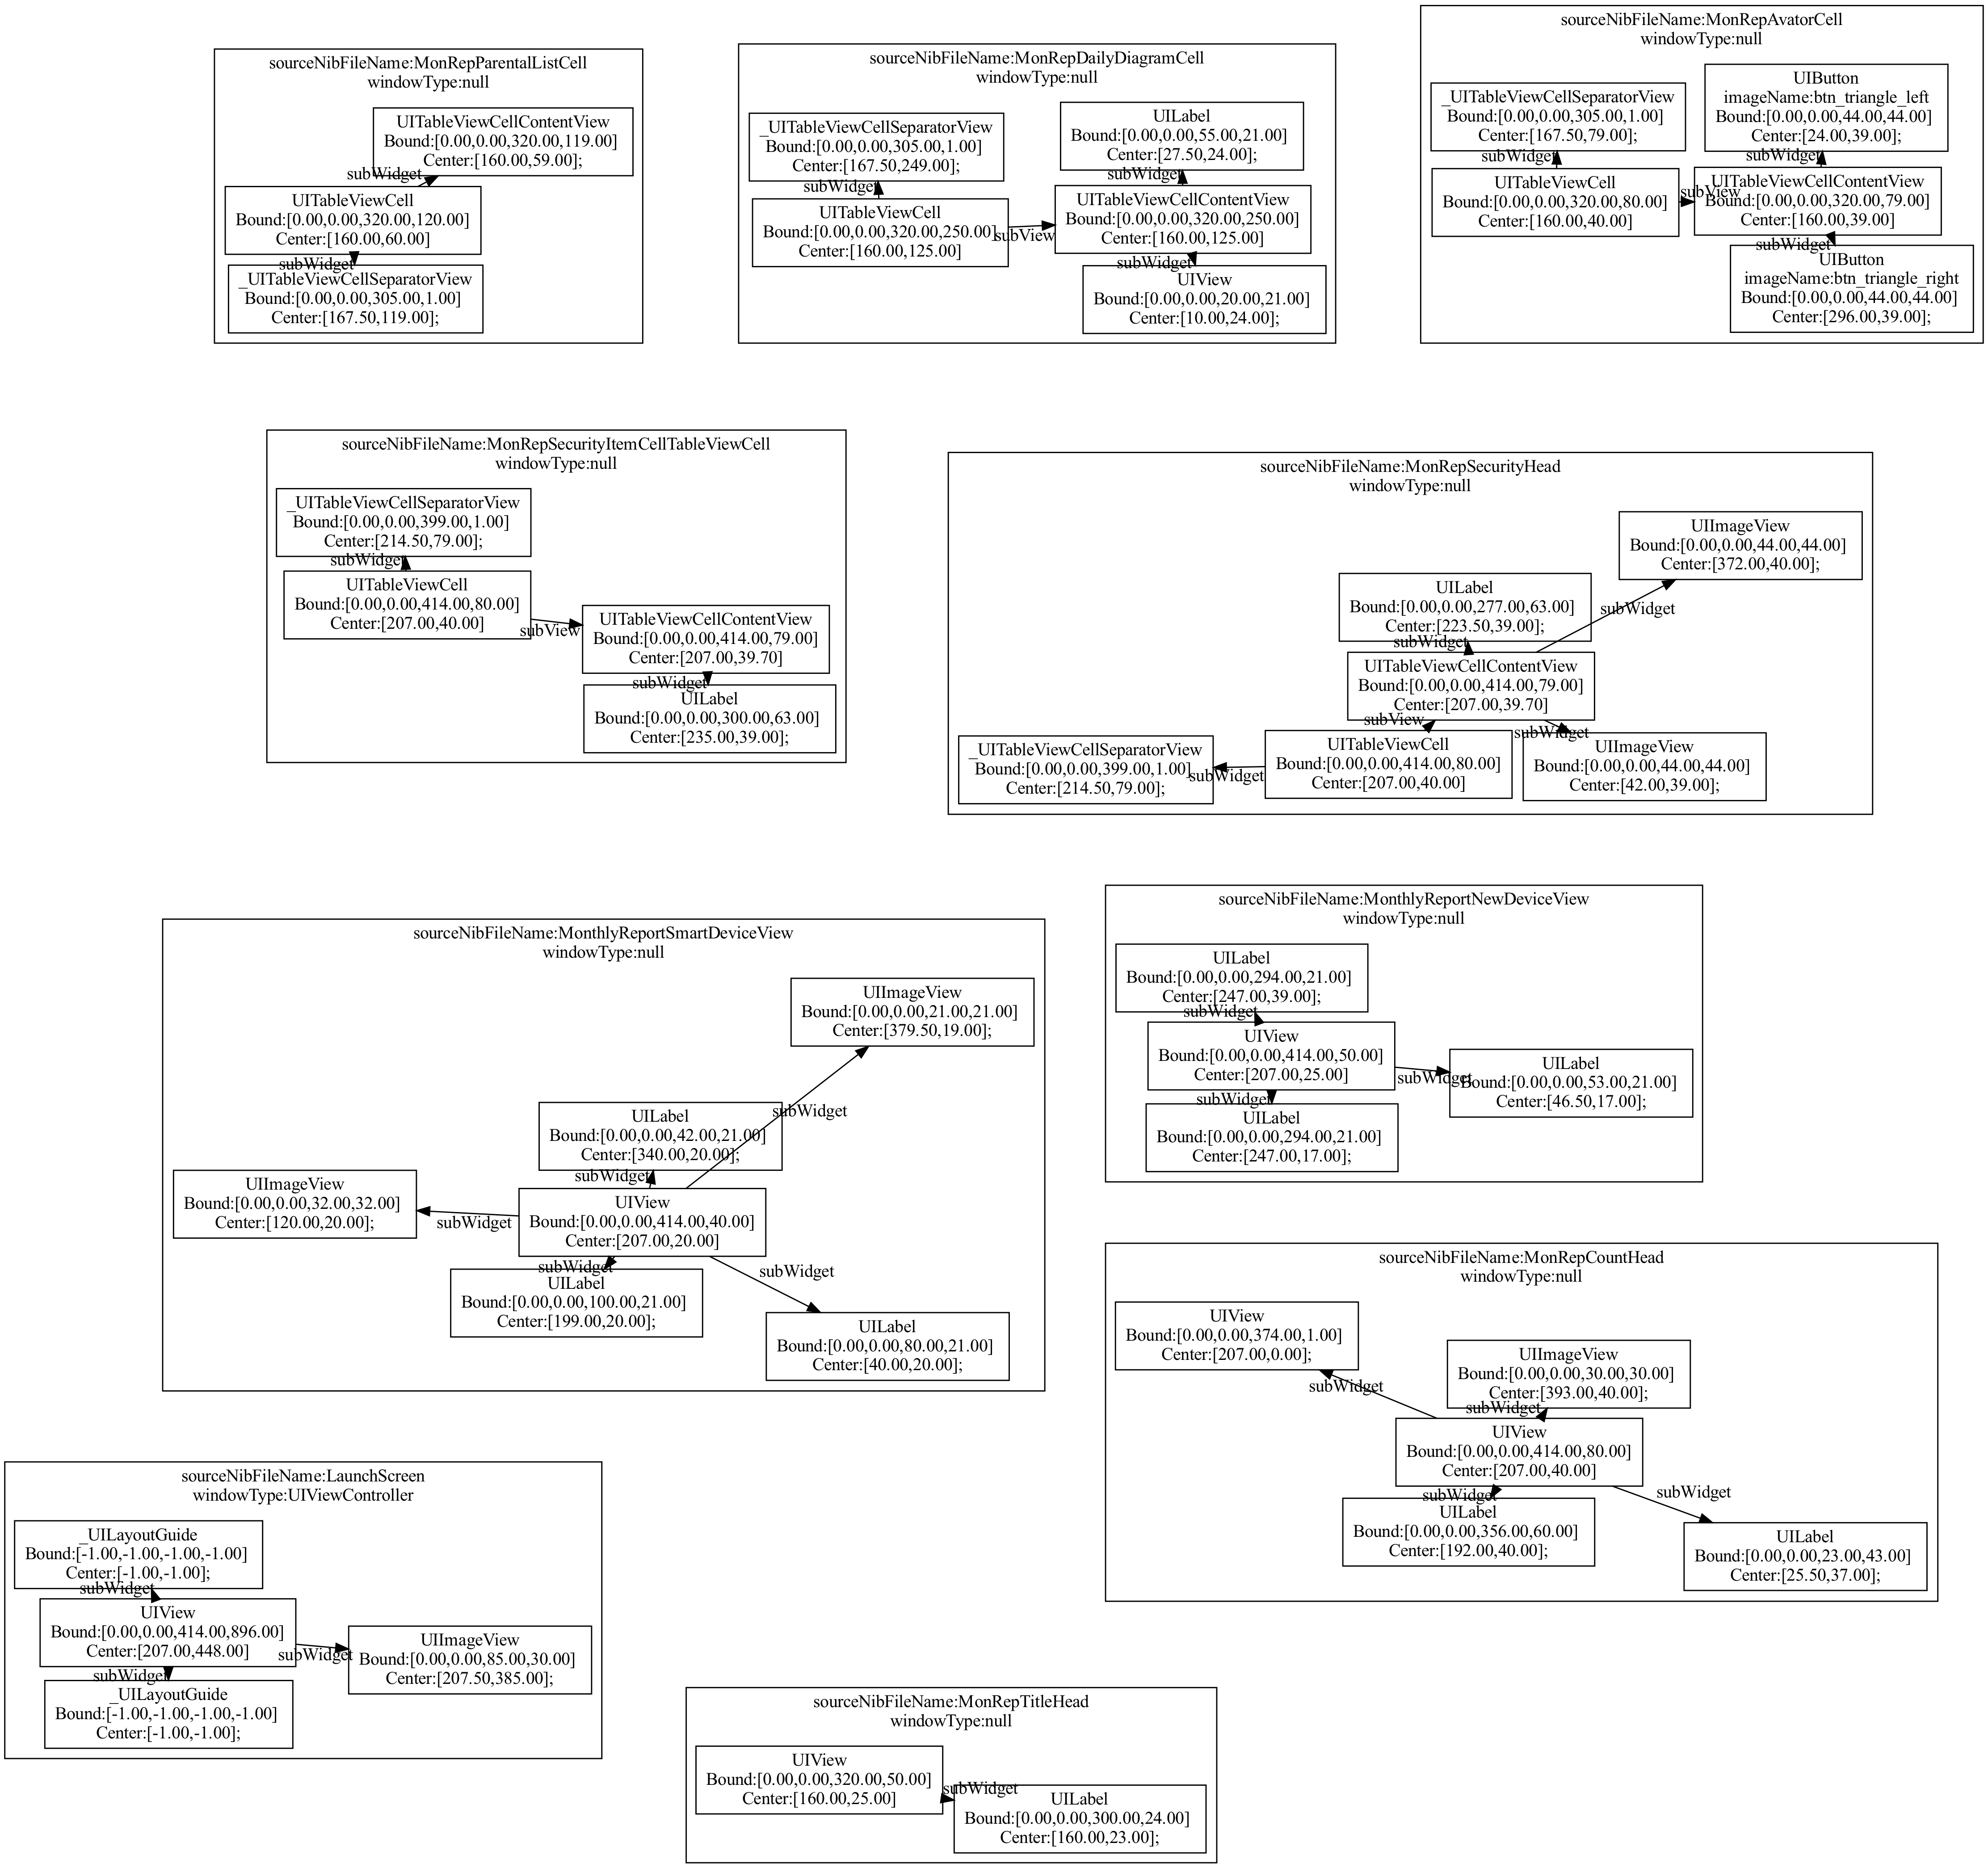 sourceNibFileName:MonRepParentalListCell
windowType:null
UITableViewCellContentView
Bound:[0.00,0.00,320.00,119.00]
Center:[160.00,59.00];
subWidget
UITableViewCell
Bound:[0.00,0.00,320.00,120.00]
Center:[160.00,60.00]
subWidget
_UITableViewCellSeparatorView
Bound:[0.00,0.00,305.00,1.00]
Center:[167.50,119.00];
sourceNibFileName:MonRepDailyDiagramCell
windowType:null
_UITableViewCellSeparatorView
Bound:[0.00,0.00,305.00,1.00]
Center:[167.50,249.00];
subWidget
UITableViewCell
Bound:[0.00,0.00,320.00,250.00]
Center:[160.00,125.00]
subView
UILabel
Bound:[0.00,0.00,55.00,21.00]
Center:[27.50,24.00];
subWidget
UITableViewCellContentView
Bound:[0.00,0.00,320.00,250.00]
Center:[160.00,125.00]
subWidget
UIView
Bound:[0.00,0.00,20.00,21.00]
Center:[10.00,24.00];
sourceNibFileName:MonRepAvatorCell
windowType:null
_UITableViewCellSeparatorView
Bound:[0.00,0.00,305.00,1.00]
Center:[167.50,79.00];
subWidget
UITableViewCell
Bound:[0.00,0.00,320.00,80.00]
Center:[160.00,40.00]
subView
UIButton
imageName:btn_triangle_left
Bound:[0.00,0.00,44.00,44.00]
Center:[24.00,39.00];
subWidget
UITableViewCellContentView
Bound:[0.00,0.00,320.00,79.00]
Center:[160.00,39.00]
subWidget
UIButton
imageName:btn_triangle_right
Bound:[0.00,0.00,44.00,44.00]
Center:[296.00,39.00];
sourceNibFileName:MonRepSecurityItemCellTableViewCell
windowType:null
_UITableViewCellSeparatorView
Bound:[0.00,0.00,399.00,1.00]
Center:[214.50,79.00];
subWidget
UITableViewCell
Bound:[0.00,0.00,414.00,80.00]
Center:[207.00,40.00]
subView
UITableViewCellContentView
Bound:[0.00,0.00,414.00,79.00]
Center:[207.00,39.70]
subWidget
UILabel
Bound:[0.00,0.00,300.00,63.00]
Center:[235.00,39.00];
sourceNibFileName:MonRepSecurityHead
windowType:null
UIImageView
Bound:[0.00,0.00,44.00,44.00]
Center:[372.00,40.00];
subWidget
UILabel
Bound:[0.00,0.00,277.00,63.00]
Center:[223.50,39.00];
subWidget
UITableViewCellContentView
Bound:[0.00,0.00,414.00,79.00]
Center:[207.00,39.70]
subView
subWidget
_UITableViewCellSeparatorView
Bound:[0.00,0.00,399.00,1.00]
Center:[214.50,79.00];
subWidget
UITableViewCell
Bound:[0.00,0.00,414.00,80.00]
Center:[207.00,40.00]
UIImageView
Bound:[0.00,0.00,44.00,44.00]
Center:[42.00,39.00];
sourceNibFileName:MonthlyReportSmartDeviceView
windowType:null
UIImageView
Bound:[0.00,0.00,21.00,21.00]
Center:[379.50,19.00];
subWidget
UILabel
Bound:[0.00,0.00,42.00,21.00]
Center:[340.00,20.00];
subWidget
UIImageView
Bound:[0.00,0.00,32.00,32.00]
Center:[120.00,20.00];
subWidget
UIView
Bound:[0.00,0.00,414.00,40.00]
Center:[207.00,20.00]
subWidget
subWidget
UILabel
Bound:[0.00,0.00,100.00,21.00]
Center:[199.00,20.00];
UILabel
Bound:[0.00,0.00,80.00,21.00]
Center:[40.00,20.00];
sourceNibFileName:MonthlyReportNewDeviceView
windowType:null
UILabel
Bound:[0.00,0.00,294.00,21.00]
Center:[247.00,39.00];
subWidget
UIView
Bound:[0.00,0.00,414.00,50.00]
Center:[207.00,25.00]
subWidget
UILabel
Bound:[0.00,0.00,53.00,21.00]
Center:[46.50,17.00];
subWidget
UILabel
Bound:[0.00,0.00,294.00,21.00]
Center:[247.00,17.00];
sourceNibFileName:MonRepCountHead
windowType:null
UIView
Bound:[0.00,0.00,374.00,1.00]
Center:[207.00,0.00];
subWidget
UIImageView
Bound:[0.00,0.00,30.00,30.00]
Center:[393.00,40.00];
subWidget
UIView
Bound:[0.00,0.00,414.00,80.00]
Center:[207.00,40.00]
subWidget
subWidget
UILabel
Bound:[0.00,0.00,356.00,60.00]
Center:[192.00,40.00];
UILabel
Bound:[0.00,0.00,23.00,43.00]
Center:[25.50,37.00];
sourceNibFileName:LaunchScreen
windowType:UIViewController
_UILayoutGuide
Bound:[-1.00,-1.00,-1.00,-1.00]
Center:[-1.00,-1.00];
subWidget
UIView
Bound:[0.00,0.00,414.00,896.00]
Center:[207.00,448.00]
subWidget
UIImageView
Bound:[0.00,0.00,85.00,30.00]
Center:[207.50,385.00];
subWidget
_UILayoutGuide
Bound:[-1.00,-1.00,-1.00,-1.00]
Center:[-1.00,-1.00];
sourceNibFileName:MonRepTitleHead
windowType:null
UIView
Bound:[0.00,0.00,320.00,50.00]
Center:[160.00,25.00]
subWidget
UILabel
Bound:[0.00,0.00,300.00,24.00]
Center:[160.00,23.00];